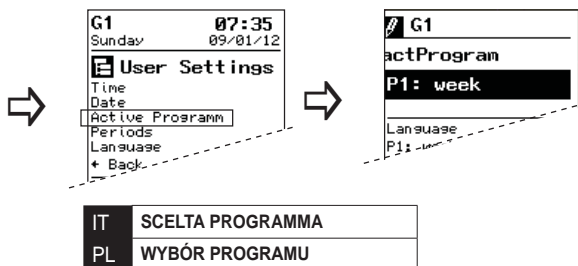 G1 07:35
Sunday 09/01/12
User Settings
Time
Date
Active Programm
Periods
Language
← Back
G1
actProgram
P1: week
Language
P1:
IT SCELTA PROGRAMMA
PL WYBÓR PROGRAMU